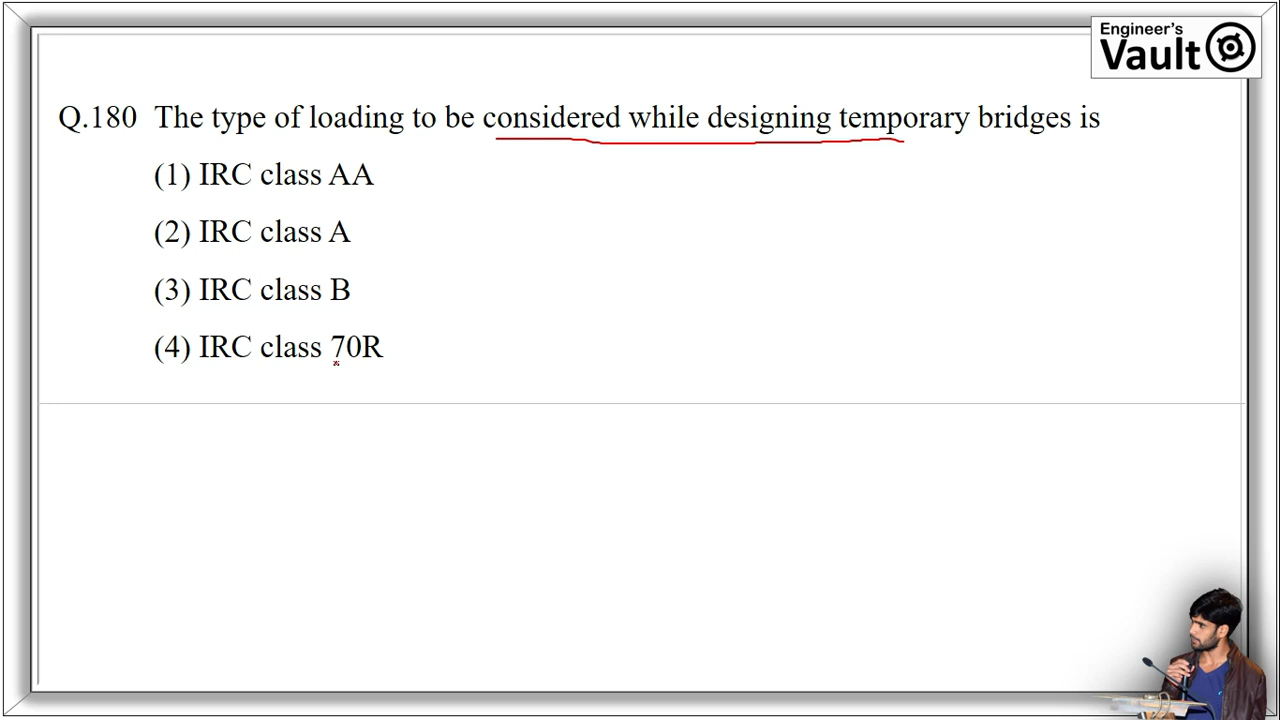 Engineer's
Vault
Q.180 The type of loading to be considered while designing temporary bridges is
(1) IRC class AA
(2) IRC class A
(3) IRC class B
(4) IRC class 70R